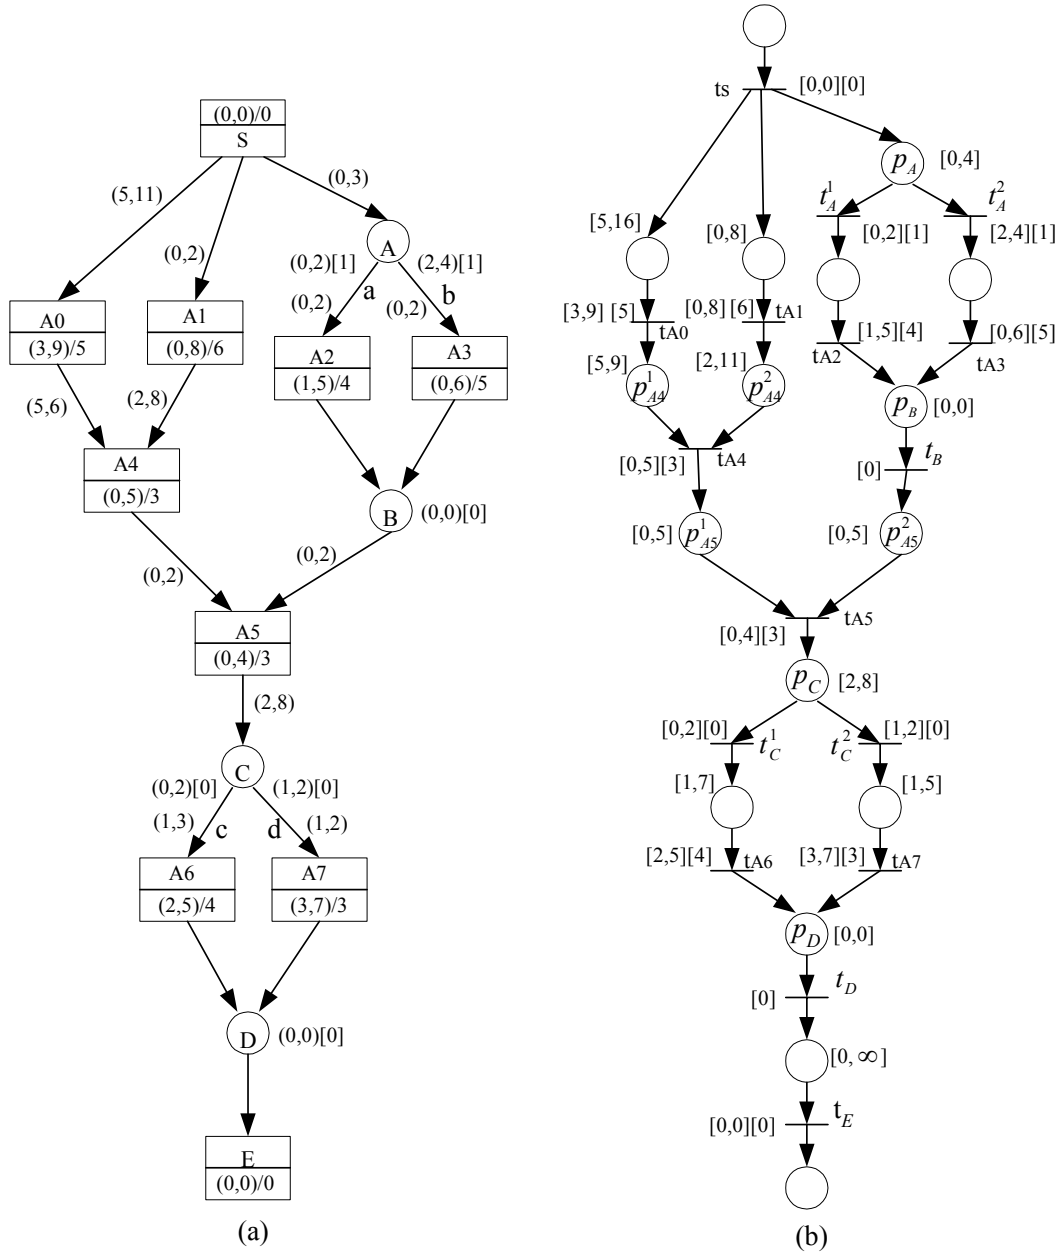 (0,0)/0
S
(5,11)
(0,2)
(0,3)
A
(0,2)[1]
(2,4)[1]
a
b
(0,2)
(0,2)
A0
(3,9)/5
A1
(0,8)/6
A2
(1,5)/4
A3
(0,6)/5
(5,6)
(2,8)
A4
(0,5)/3
B
(0,0)[0]
(0,2)
(0,2)
A5
(0,4)/3
(2,8)
C
(0,2)[0]
(1,2)[0]
(1,3)
c
d
(1,2)
A6
(2,5)/4
A7
(3,7)/3
D
(0,0)[0]
E
(0,0)/0
(a)
ts
[0,0][0]
p_A
[0,4]
t_A^1
t_A^2
[5,16]
[0,8]
[0,2][1]
[2,4][1]
[3,9] [5]
tA0
[0,8] [6]
tA1
[1,5][4]
tA2
[0,6][5]
tA3
[5,9]
p_A4^1
[2,11]
p_A4^2
p_B
[0,0]
[0,5][3]
tA4
[0]
t_B
[0,5]
p_A5^1
[0,5]
p_A5^2
[0,4][3]
tA5
p_C
[2,8]
[0,2][0]
t_C^1
t_C^2
[1,2][0]
[1,7]
[1,5]
[2,5][4]
tA6
[3,7][3]
tA7
p_D
[0,0]
[0]
t_D
[0, ∞]
[0,0][0]
t_E
(b)